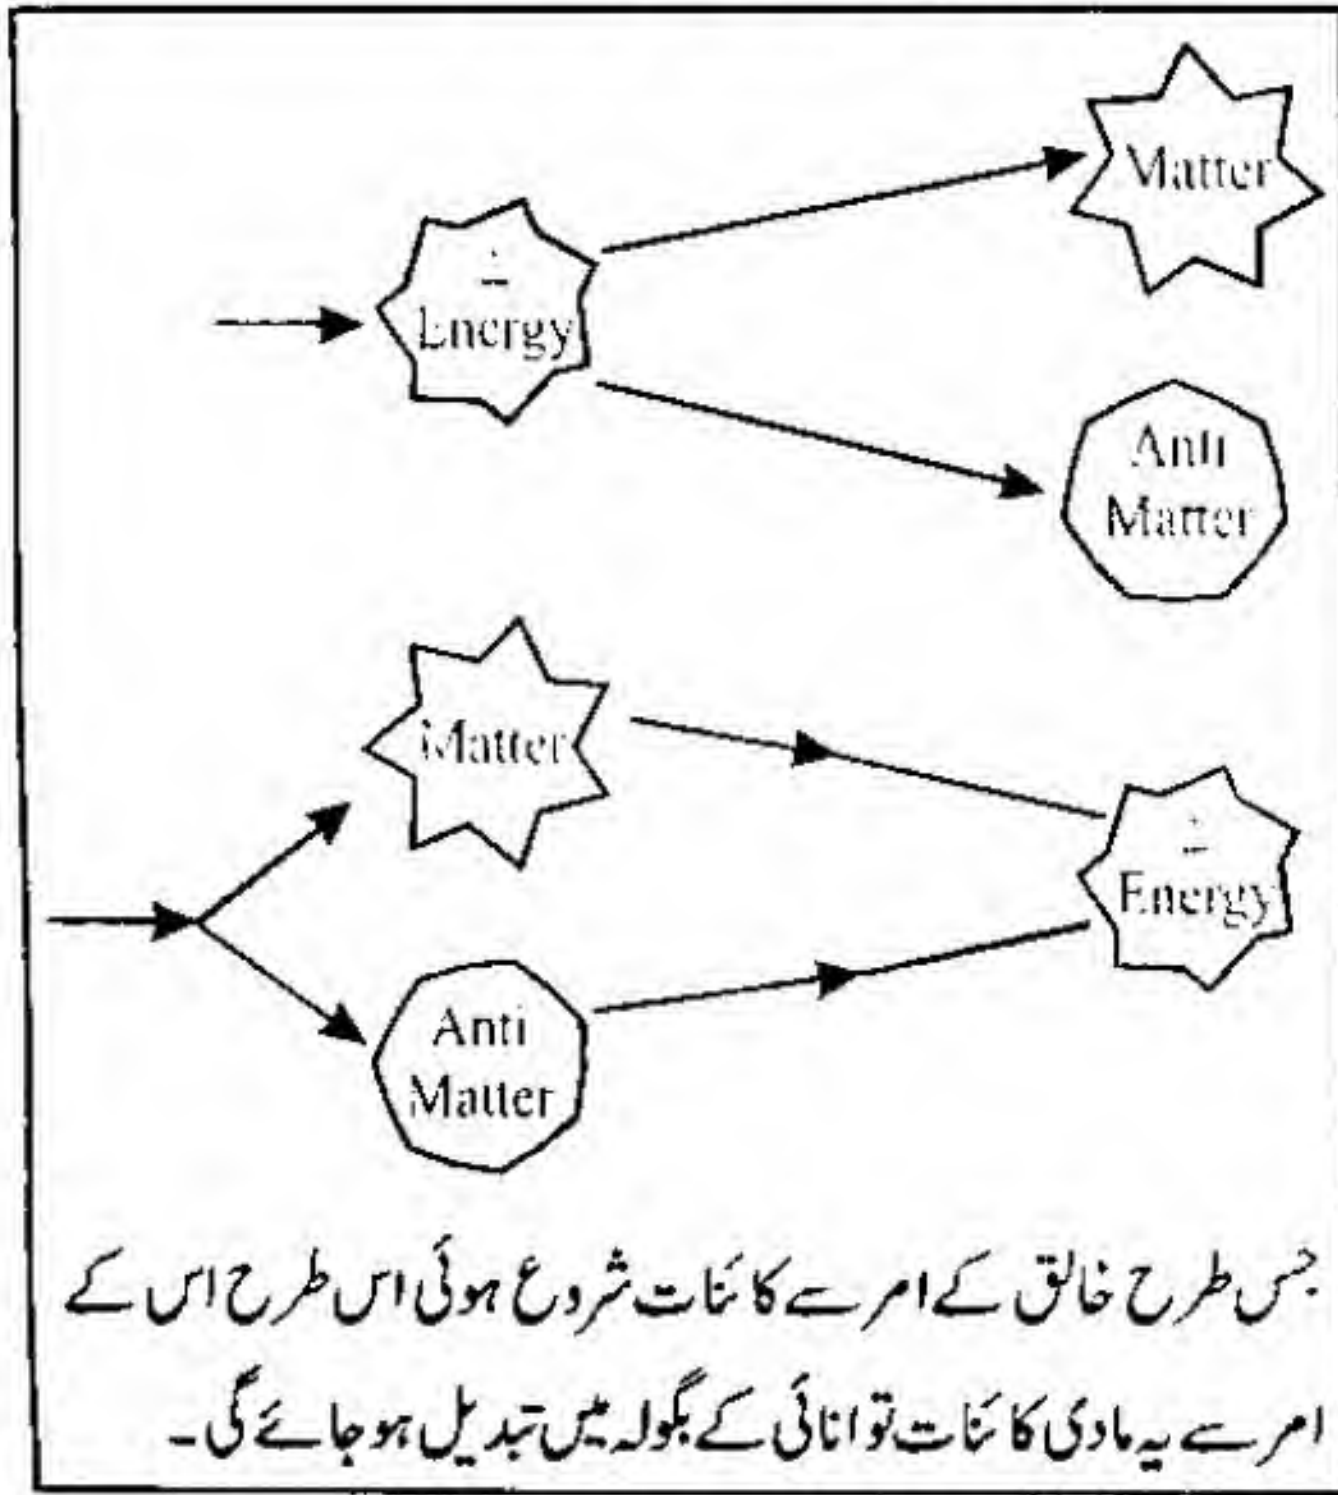 Matter
±
Energy
Anti
Matter
Matter
±
Energy
Anti
Matter
جس طرح خالق کے امر سے کائنات شروع ہوئی اس طرح اس کے
امر سے یہ مادی کائنات توانائی کے بگولہ میں تبدیل ہو جائے گی۔